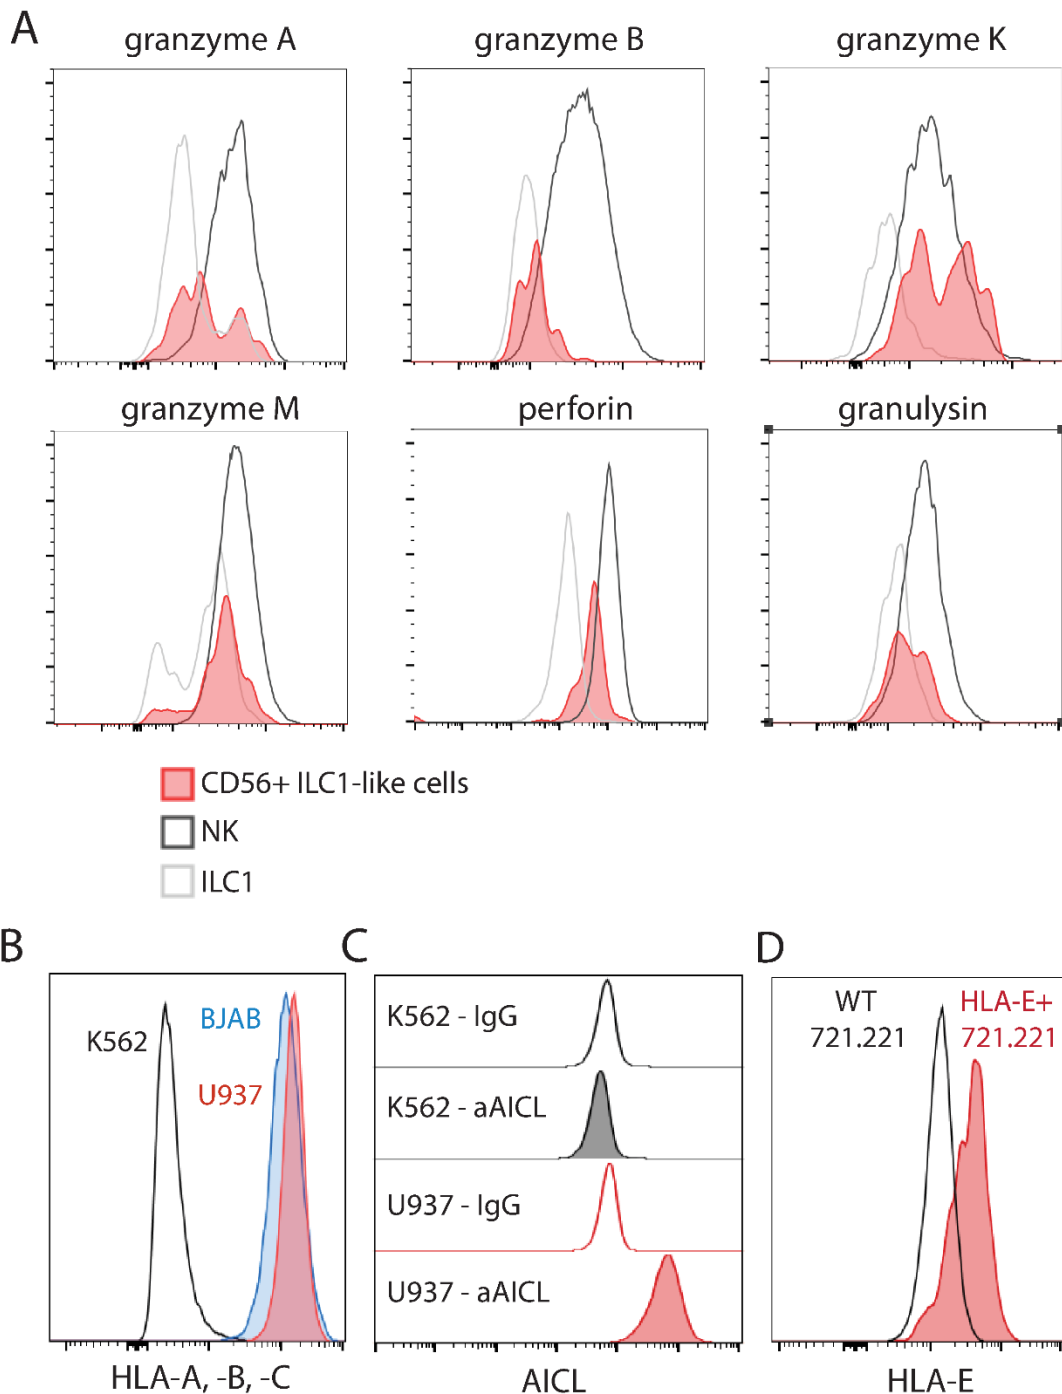 A
granzyme A
granzyme B
granzyme K
granzyme M
perforin
granulysin
CD56+ ILC1-like cells
NK
ILC1
B
K562
BJAB
U937
HLA-A, -B, -C
C
K562 - IgG
K562 - aAICL
U937 - IgG
U937 - aAICL
AICL
D
WT
721.221
HLA-E+
721.221
HLA-E